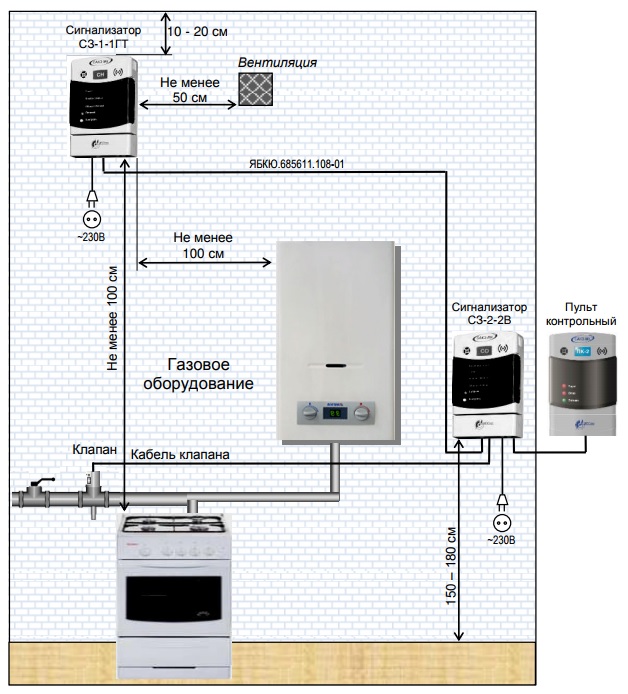 Сигнализатор
СЗ-1-1ГТ
10 - 20 см
Вентиляция
Не менее
50 см
CH
ЯБКЮ.685611.108-01
~230В
Не менее
100 см
Не менее 100 см
Сигнализатор
СЗ-2-2В
Пульт
контрольный
CO
ПК-2
Газовое
оборудование
Клапан
Кабель клапана
~230В
150 – 180 см